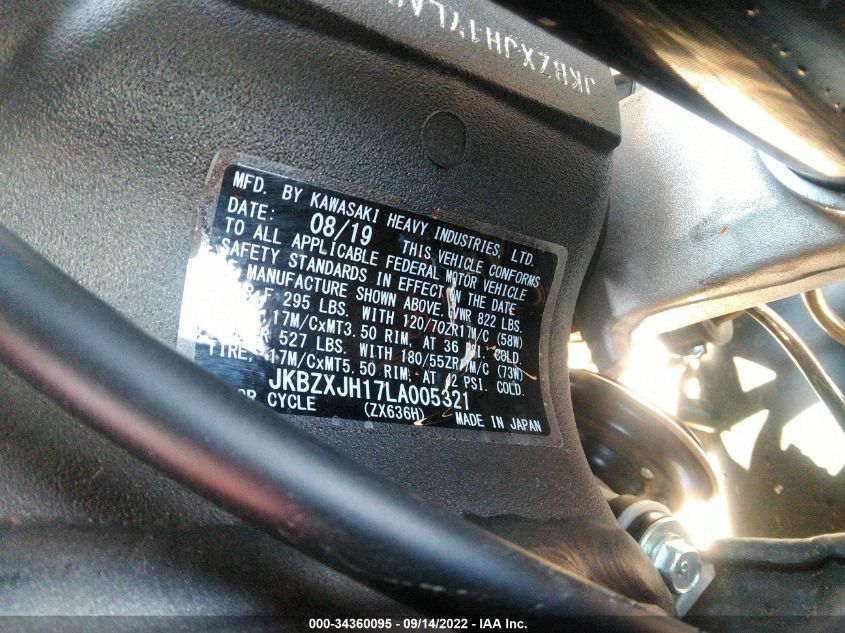 JKBZXJH17LA
MFD. BY KAWASAKI HEAVY INDUSTRIES, LTD.
DATE: 08/19 THIS VEHICLE CONFORMS
TO ALL APPLICABLE FEDERAL MOTOR VEHICLE
SAFETY STANDARDS IN EFFECT ON THE DATE
MANUFACTURE SHOWN ABOVE. GVWR 822 LBS.
F 295 LBS. WITH 120/70ZR17M/C (58W)
17M/CxMT3.50 RIM, AT 36 PSI. COLD.
527 LBS. WITH 180/55ZR17M/C (73W)
TIRE, 17M/CxMT5.50 RIM, AT 42 PSI. COLD.
JKBZXJH17LA005321
CYCLE (ZX636H) MADE IN JAPAN
000-34360095 - 09/14/2022 - IAA Inc.